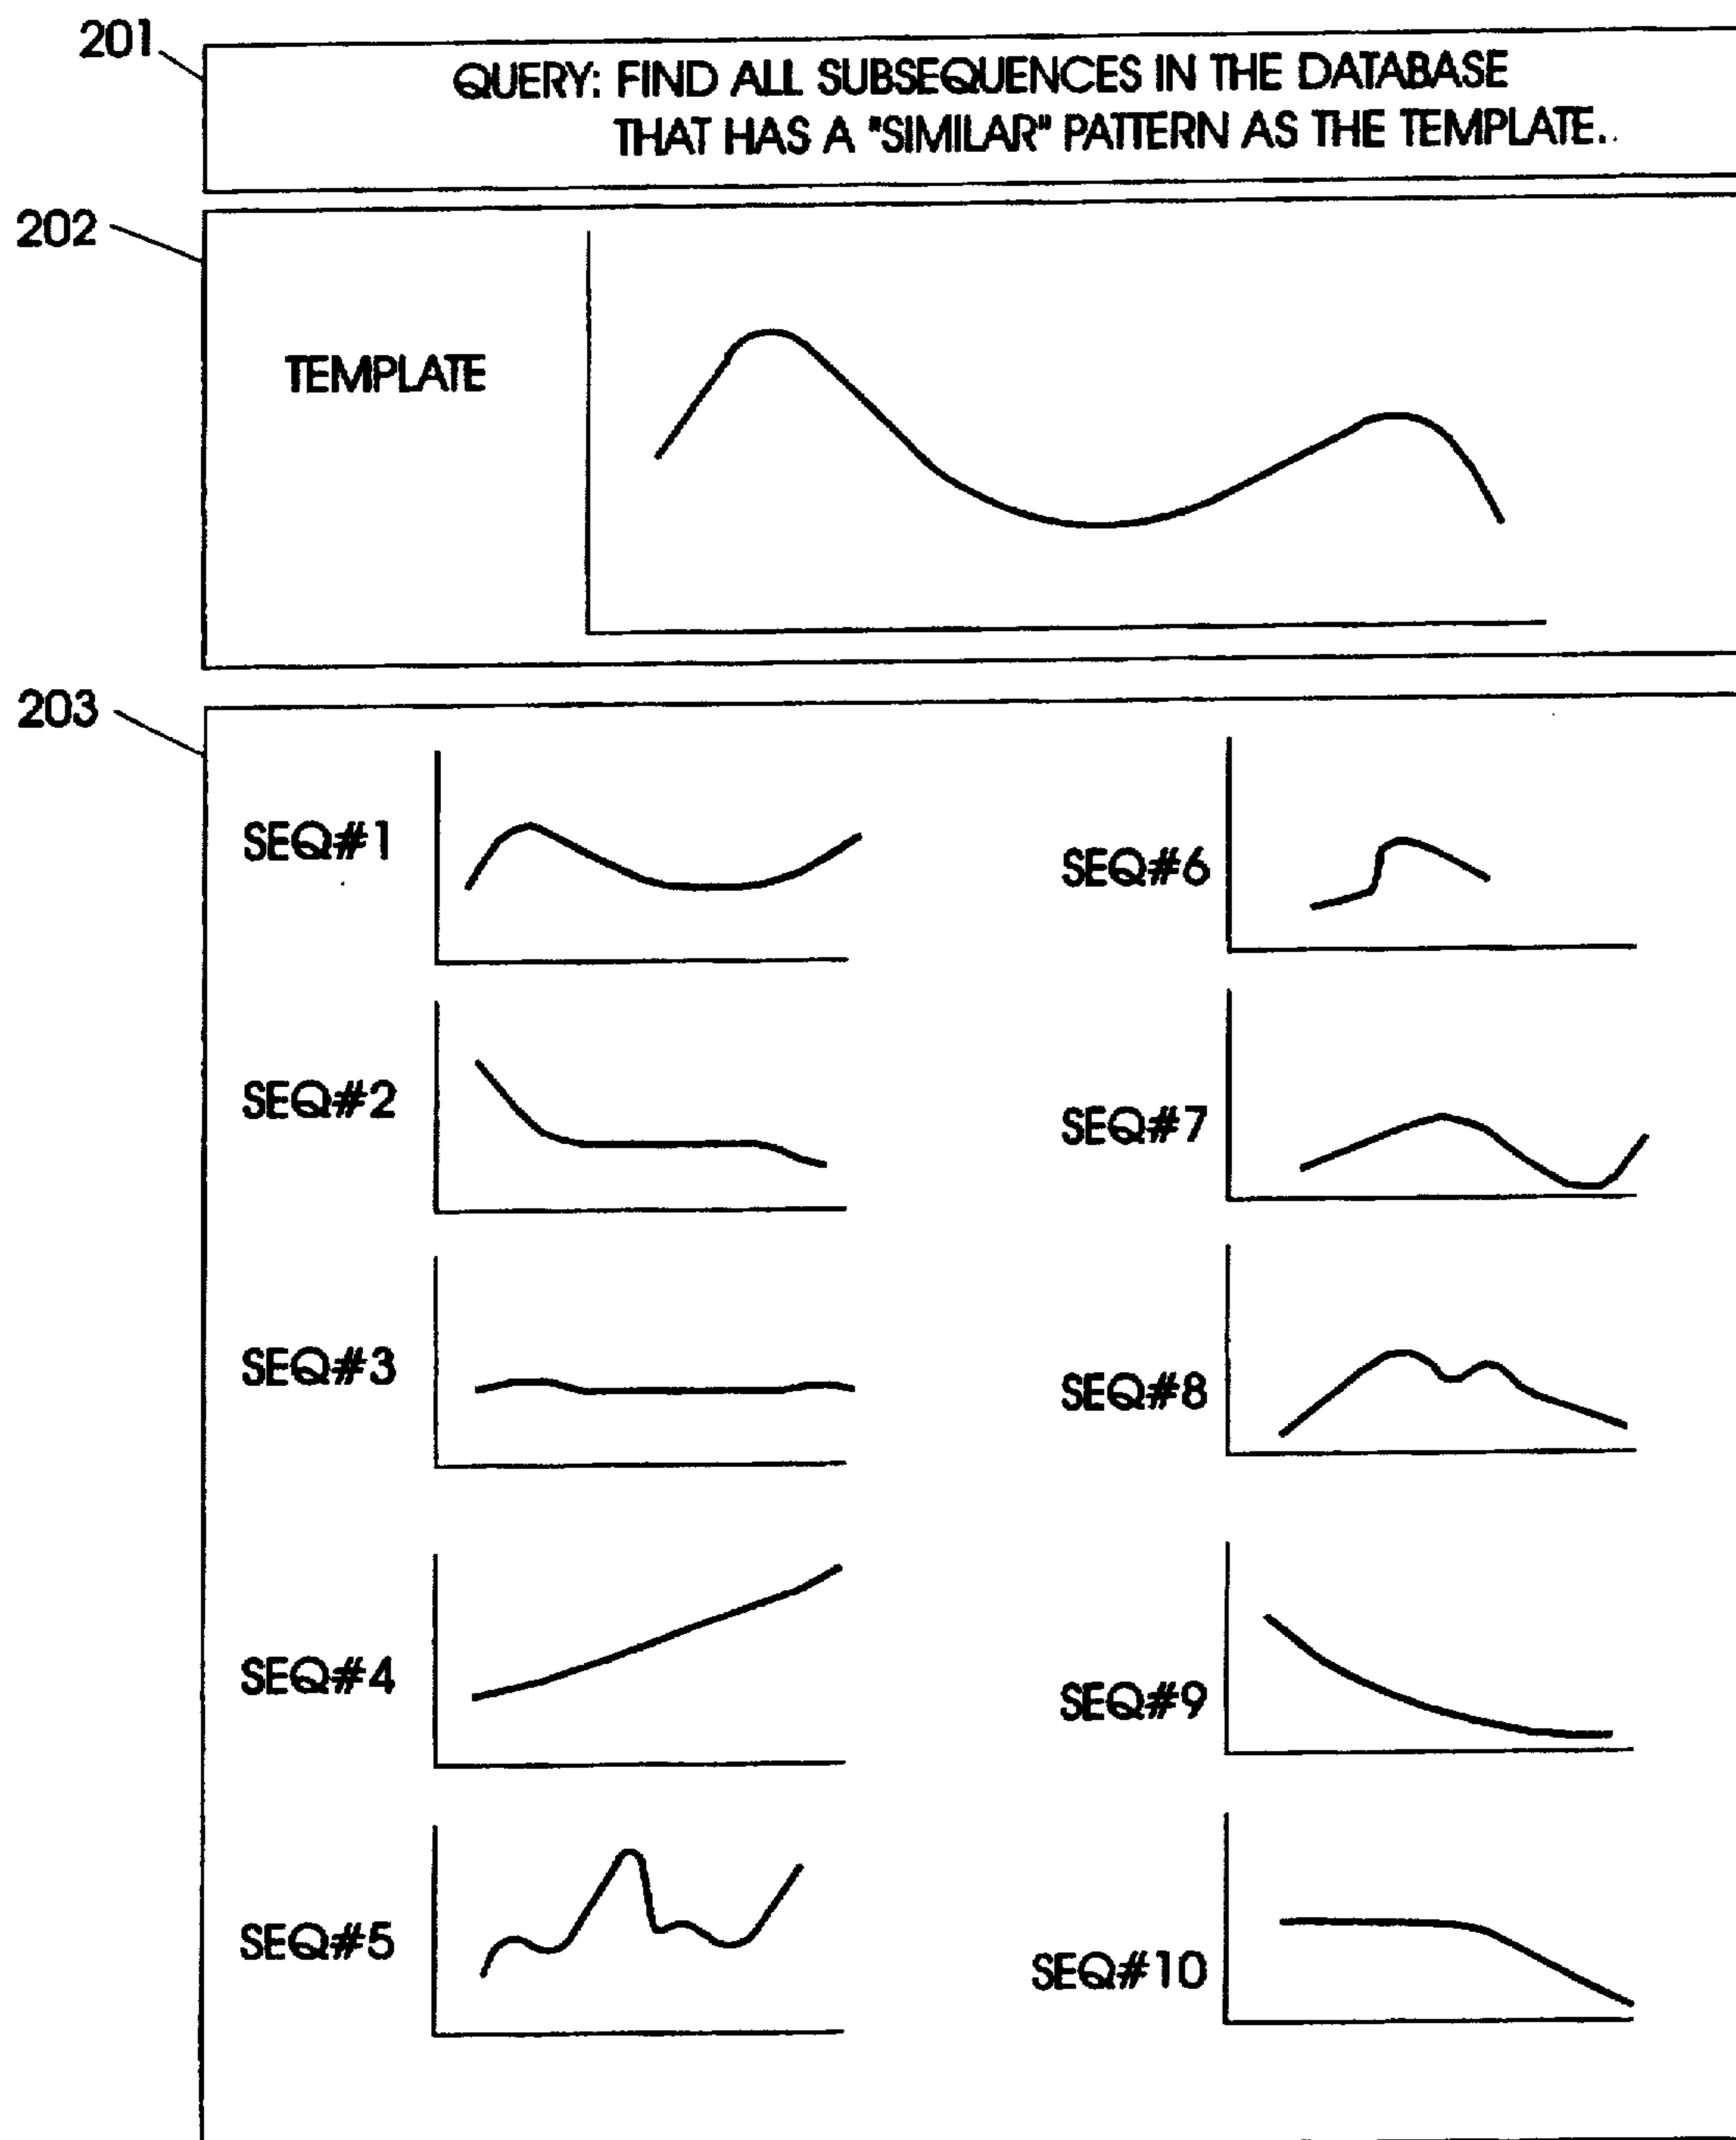 201
QUERY: FIND ALL SUBSEQUENCES IN THE DATABASE
THAT HAS A "SIMILAR" PATTERN AS THE TEMPLATE.
202
TEMPLATE
203
SEQ#1
SEQ#6
SEQ#2
SEQ#7
SEQ#3
SEQ#8
SEQ#4
SEQ#9
SEQ#5
SEQ#10